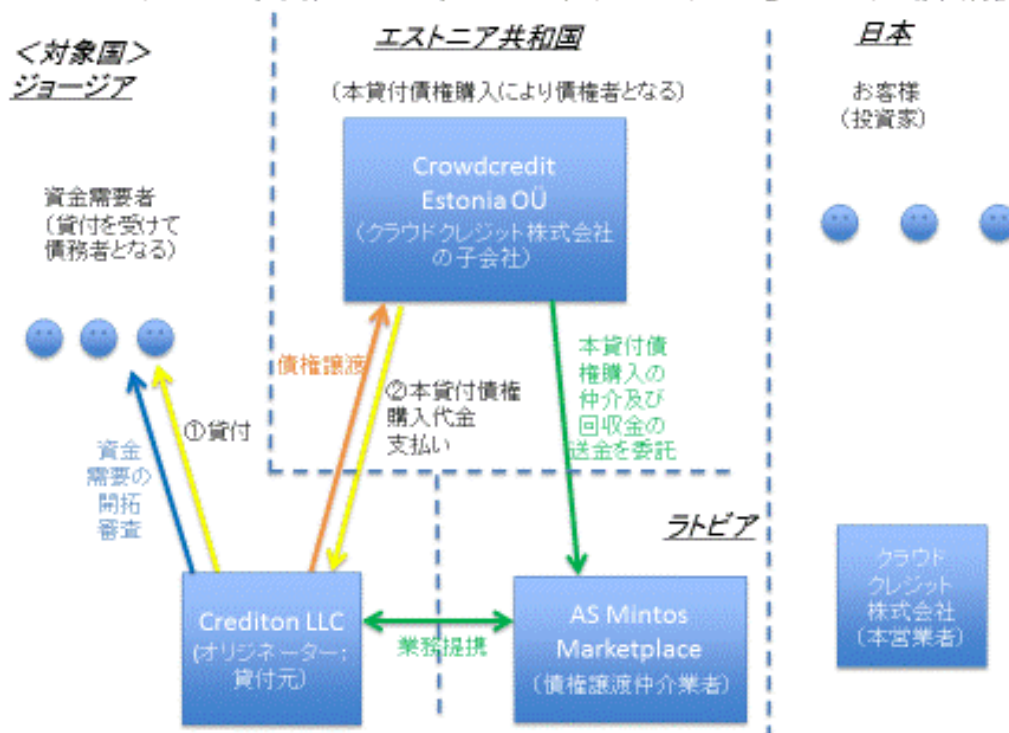 ＜対象国＞
ジョージア
エストニア共和国
日本
（本貸付債権購入により債権者となる）
お客様
（投資家）
Crowdcredit
Estonia OÜ
（クラウドクレジット株式会社
の子会社）
資金需要者
（貸付を受けて
債務者となる）
債権譲渡
②本貸付債権
購入代金
支払い
本貸付債
権購入の
仲介及び
回収金の
送金を委託
①貸付
資金
需要の
開拓
審査
ラトビア
Crediton LLC
(オリジネーター;
貸付元）
業務提携
AS Mintos
Marketplace
（債権譲渡仲介業者）
クラウド
クレジット
株式会社
（本営業者）